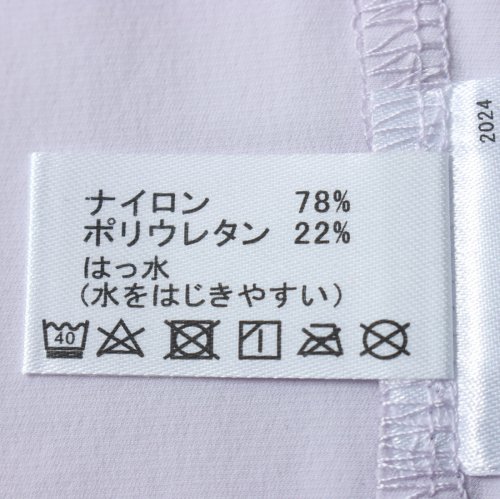 ナイロン 78%
ポリウレタン 22%
はっ水
(水をはじきやすい)
40
2024